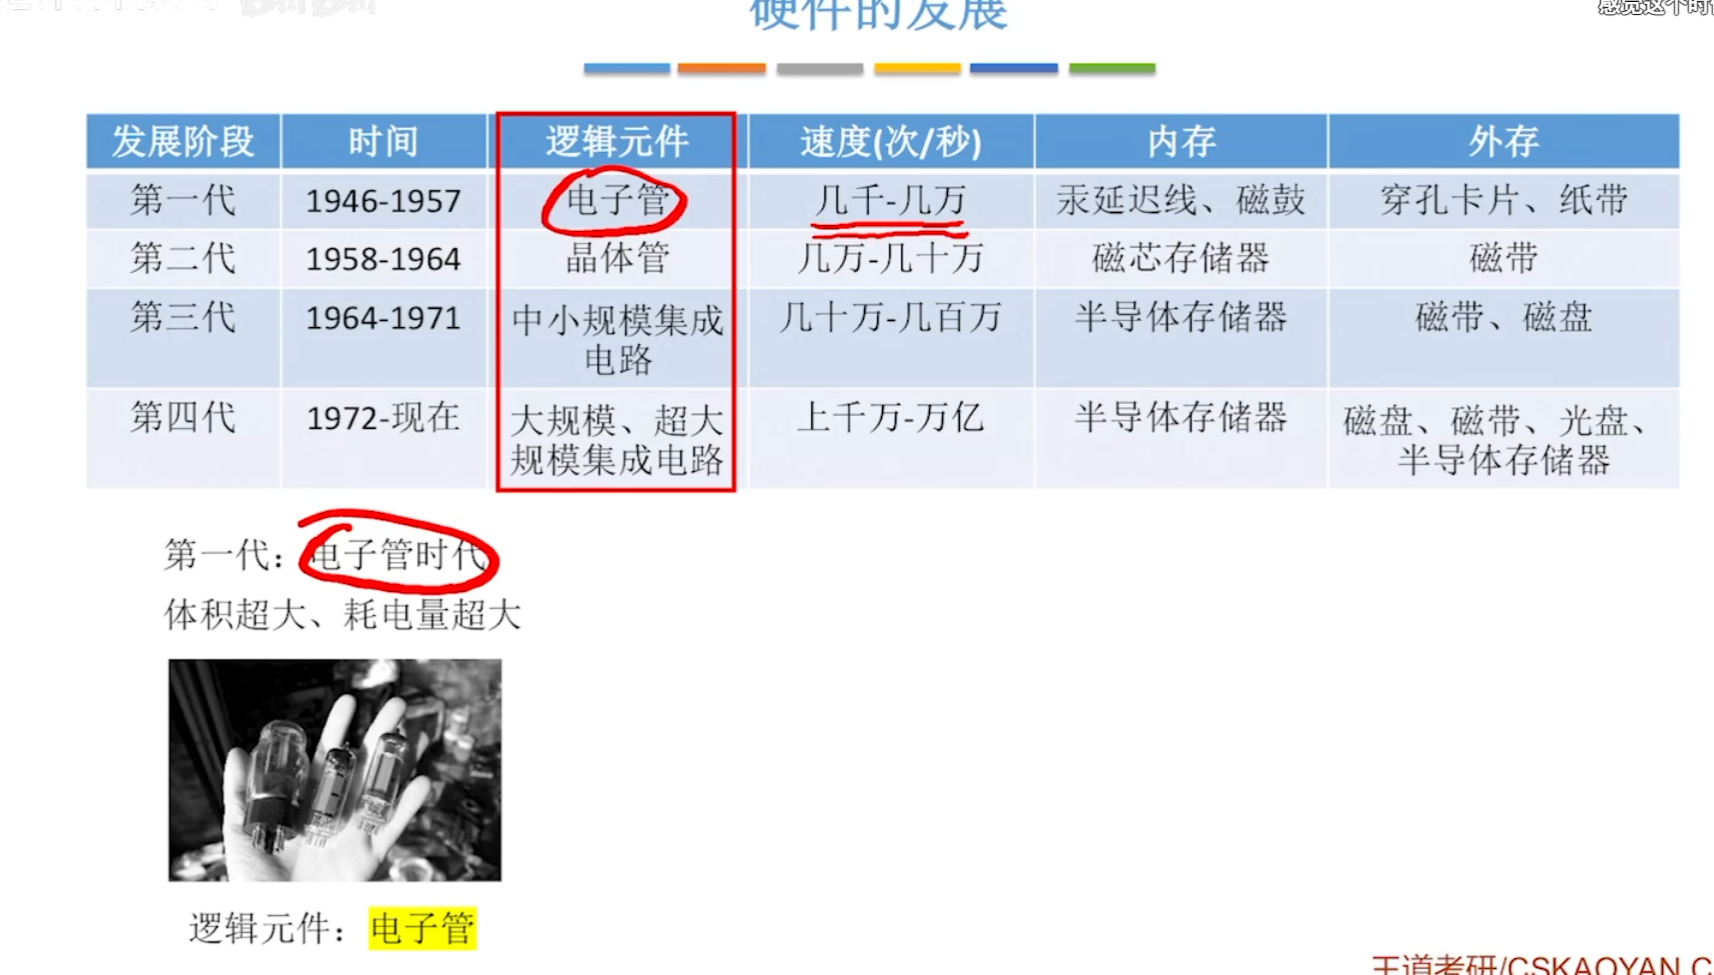 硬件的发展
感觉这个时
发展阶段 时间 逻辑元件 速度(次/秒) 内存 外存
第一代 1946-1957 电子管 几千-几万 汞延迟线、磁鼓 穿孔卡片、纸带
第二代 1958-1964 晶体管 几万-几十万 磁芯存储器 磁带
第三代 1964-1971 中小规模集成电路 几十万-几百万 半导体存储器 磁带、磁盘
第四代 1972-现在 大规模、超大规模集成电路 上千万-万亿 半导体存储器 磁盘、磁带、光盘、半导体存储器
第一代：电子管时代
体积超大、耗电量超大
逻辑元件：电子管
王道考研/CSKAOYAN.C